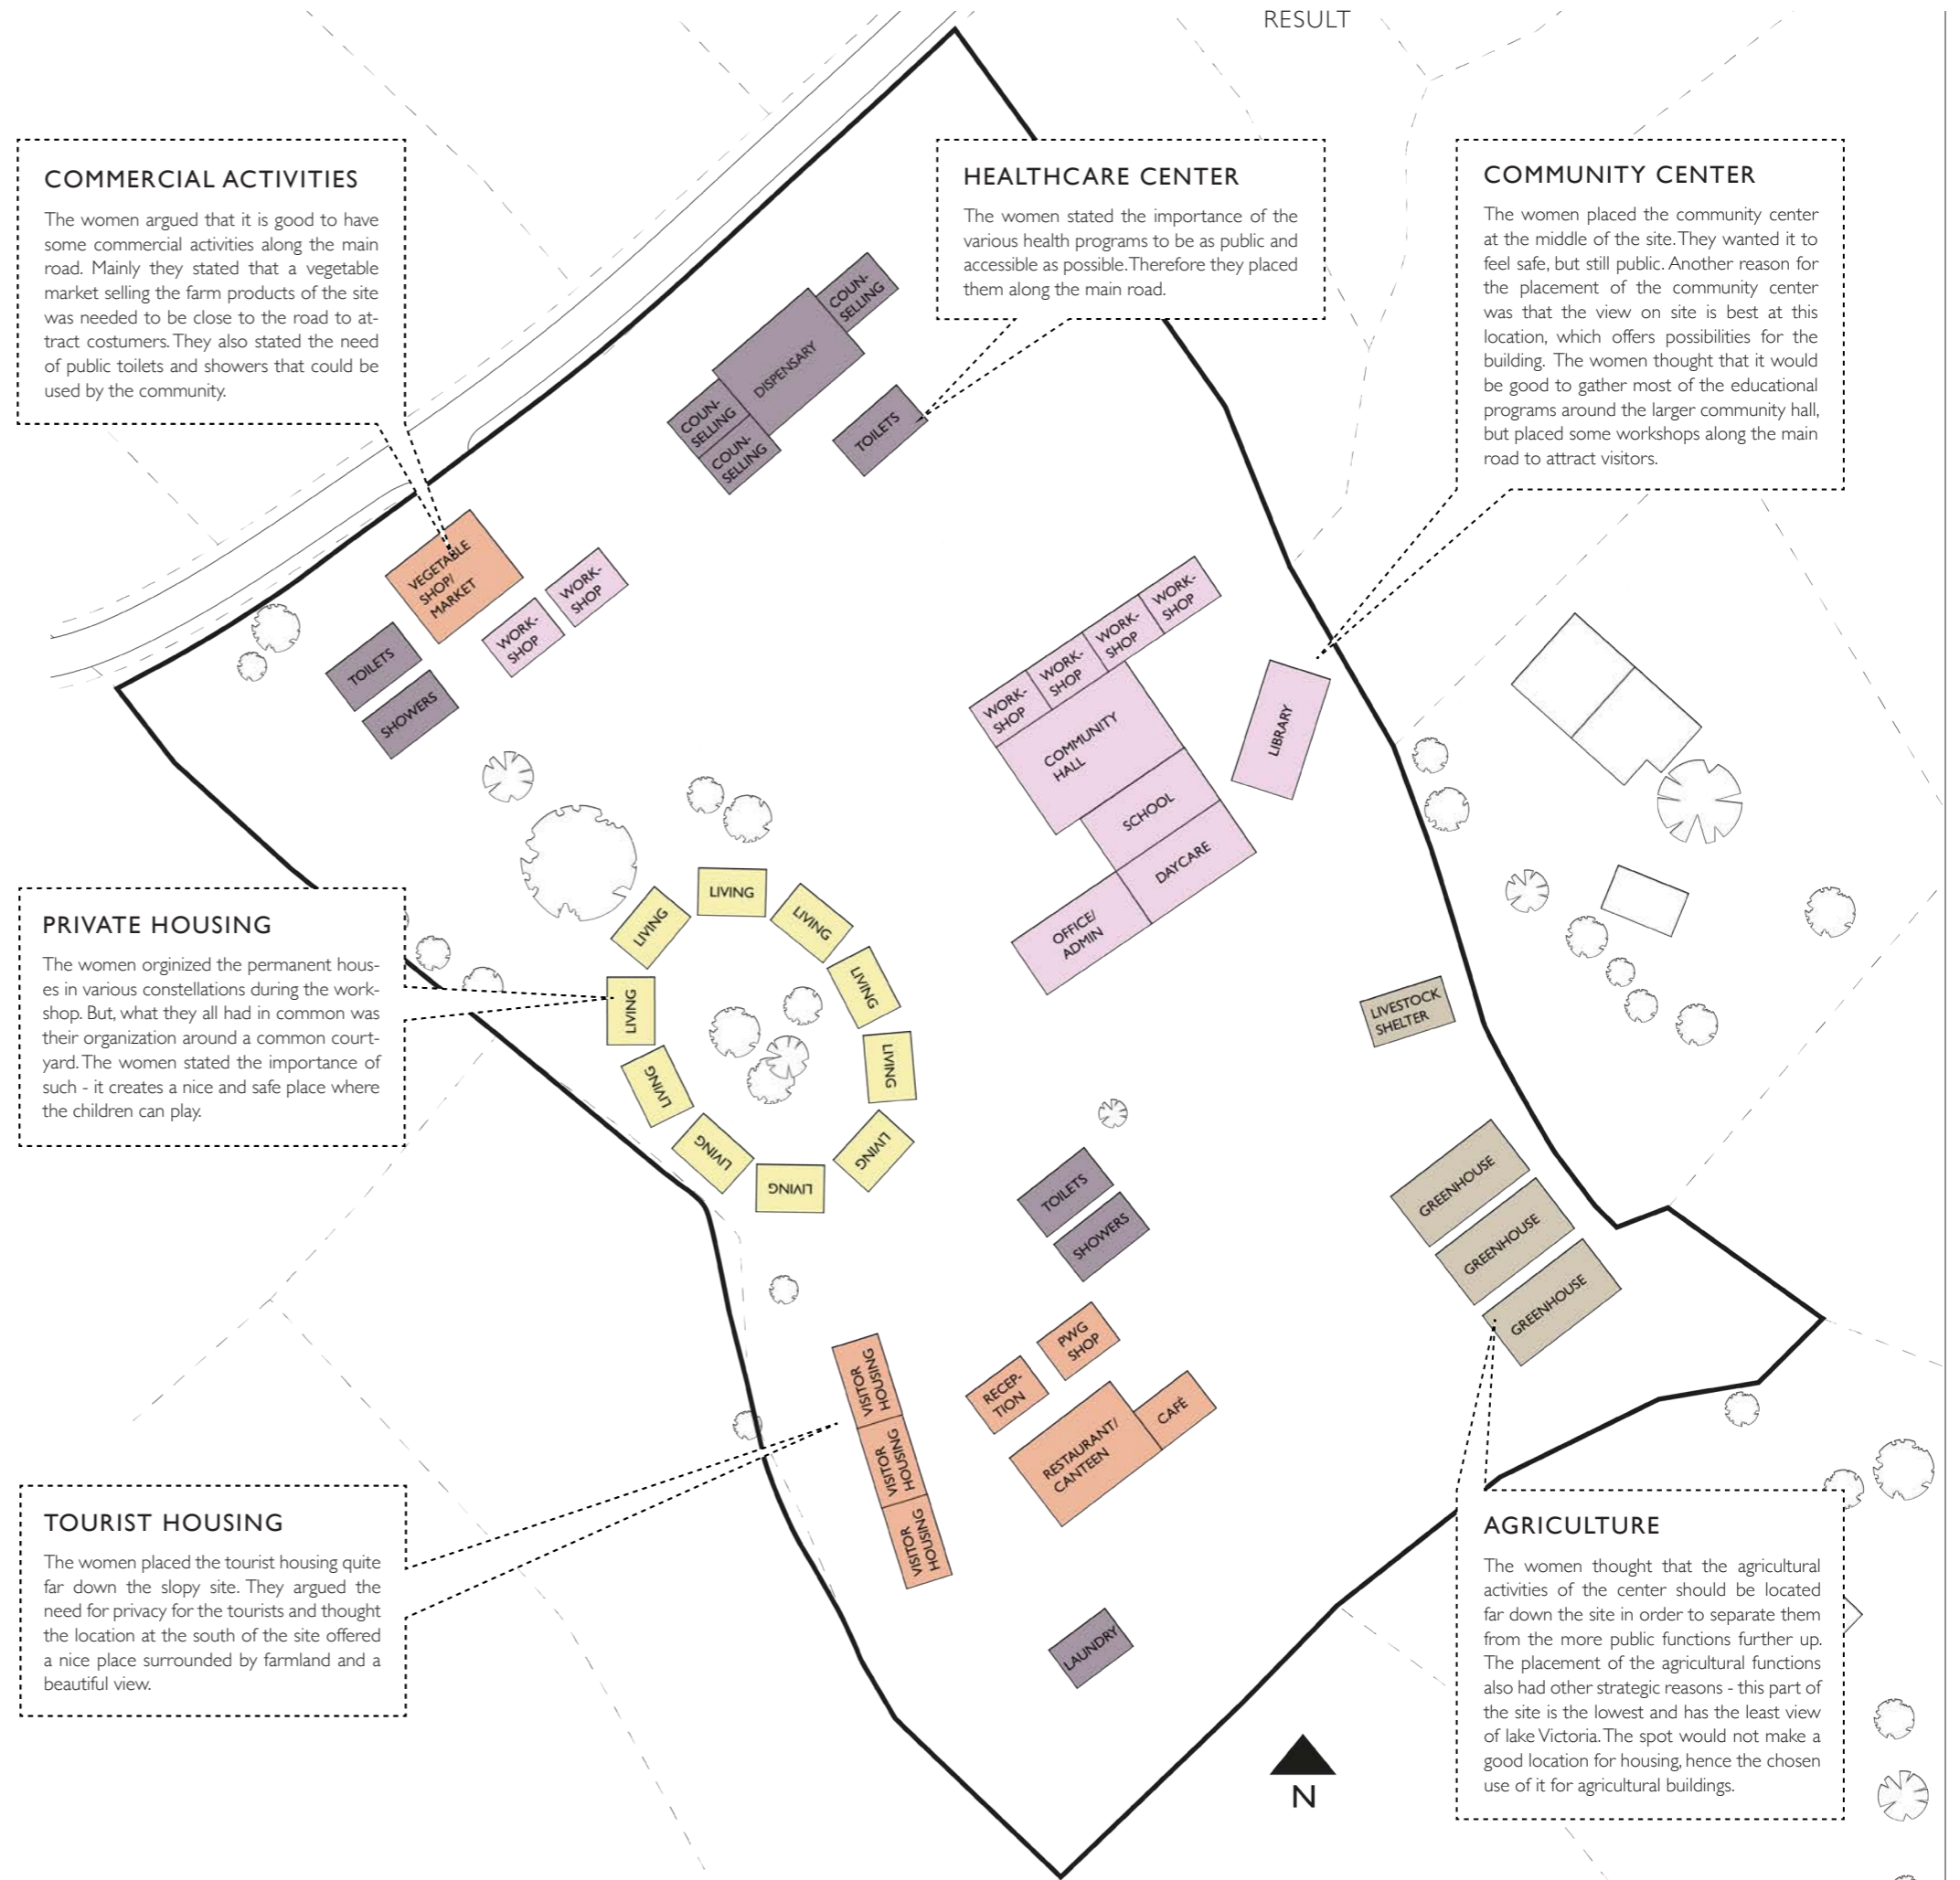 RESULT
COMMERCIAL ACTIVITIES
The women argued that it is good to have
some commercial activities along the main
road. Mainly they stated that a vegetable
market selling the farm products of the site
was needed to be close to the road to at-
tract costumers. They also stated the need
of public toilets and showers that could be
used by the community.
HEALTHCARE CENTER
The women stated the importance of the
various health programs to be as public and
accessible as possible. Therefore they placed
them along the main road.
COMMUNITY CENTER
The women placed the community center
at the middle of the site. They wanted it to
feel safe, but still public. Another reason for
the placement of the community center
was that the view on site is best at this
location, which offers possibilities for the
building. The women thought that it would
be good to gather most of the educational
programs around the larger community hall,
but placed some workshops along the main
road to attract visitors.
COUN-
SELLING
DISPENSARY
COUN-
SELLING
COUN-
SELLING
TOILETS
VEGETABLE
SHOP/
MARKET
WORK-
SHOP
WORK-
SHOP
TOILETS
SHOWERS
WORK-
SHOP
WORK-
SHOP
WORK-
SHOP
WORK-
SHOP
COMMUNITY
HALL
LIBRARY
SCHOOL
DAYCARE
OFFICE/
ADMIN
PRIVATE HOUSING
The women orginized the permanent hous-
es in various constellations during the work-
shop. But, what they all had in common was
their organization around a common court-
yard. The women stated the importance of
such - it creates a nice and safe place where
the children can play.
LIVING
LIVING
LIVING
LIVING
LIVING
LIVING
LIVING
LIVING
LIVING
LIVING
LIVESTOCK
SHELTER
TOILETS
SHOWERS
GREENHOUSE
GREENHOUSE
GREENHOUSE
PWG
SHOP
RECEP-
TION
RESTAURANT/
CANTEEN
CAFÉ
VISITOR
HOUSING
VISITOR
HOUSING
VISITOR
HOUSING
LAUNDRY
TOURIST HOUSING
The women placed the tourist housing quite
far down the slopy site. They argued the
need for privacy for the tourists and thought
the location at the south of the site offered
a nice place surrounded by farmland and a
beautiful view.
AGRICULTURE
The women thought that the agricultural
activities of the center should be located
far down the site in order to separate them
from the more public functions further up.
The placement of the agricultural functions
also had other strategic reasons - this part of
the site is the lowest and has the least view
of lake Victoria. The spot would not make a
good location for housing, hence the chosen
use of it for agricultural buildings.
N